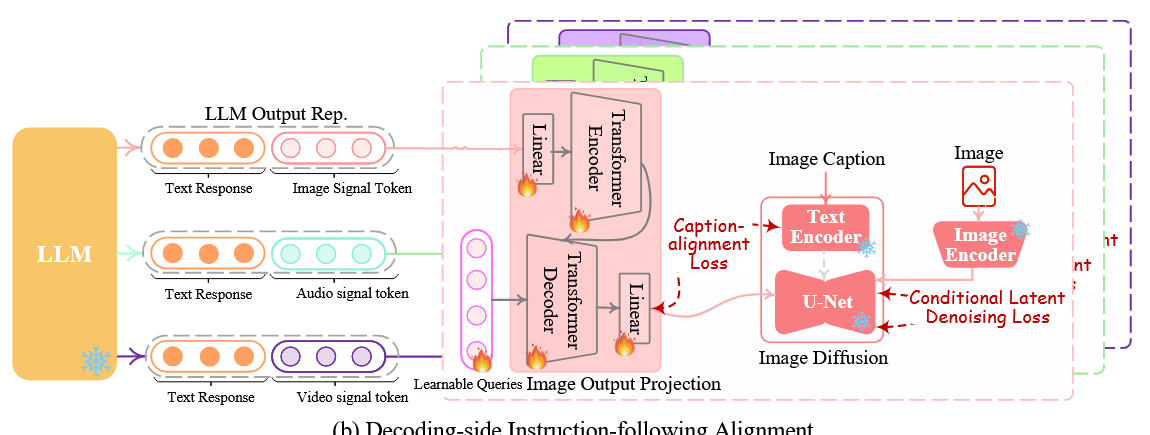 LLM Output Rep.
LLM
Text Response
Image Signal Token
Text Response
Audio signal token
Text Response
Video signal token
Learnable Queries
Linear
Transformer
Encoder
Transformer
Decoder
Linear
Image Output Projection
Caption-
alignment
Loss
Image Caption
Text
Encoder
U-Net
Image Diffusion
Image
Image
Encoder
Conditional Latent
Denoising Loss
nt
nt
(b) Decoding-side Instruction-following Alignment